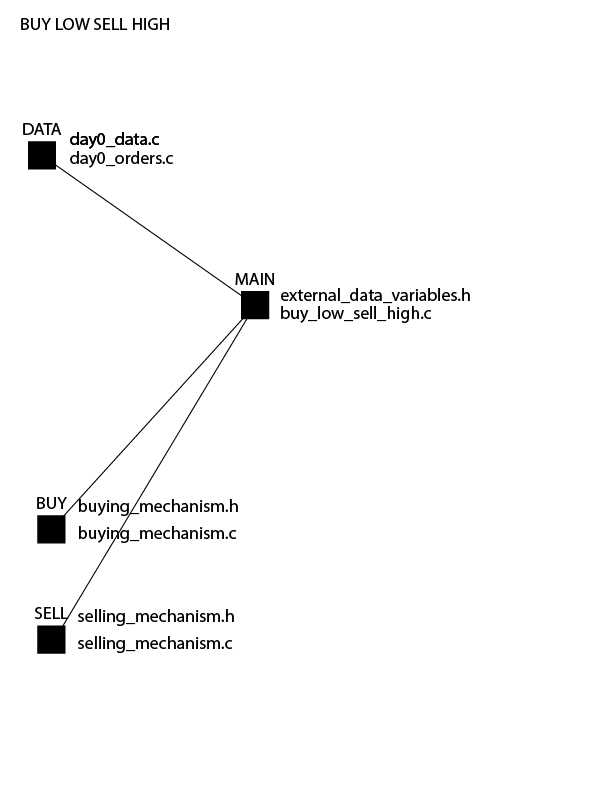 BUY LOW SELL HIGH
DATA
day0_data.c
day0_orders.c
MAIN
external_data_variables.h
buy_low_sell_high.c
BUY
buying_mechanism.h
buying_mechanism.c
SELL
selling_mechanism.h
selling_mechanism.c